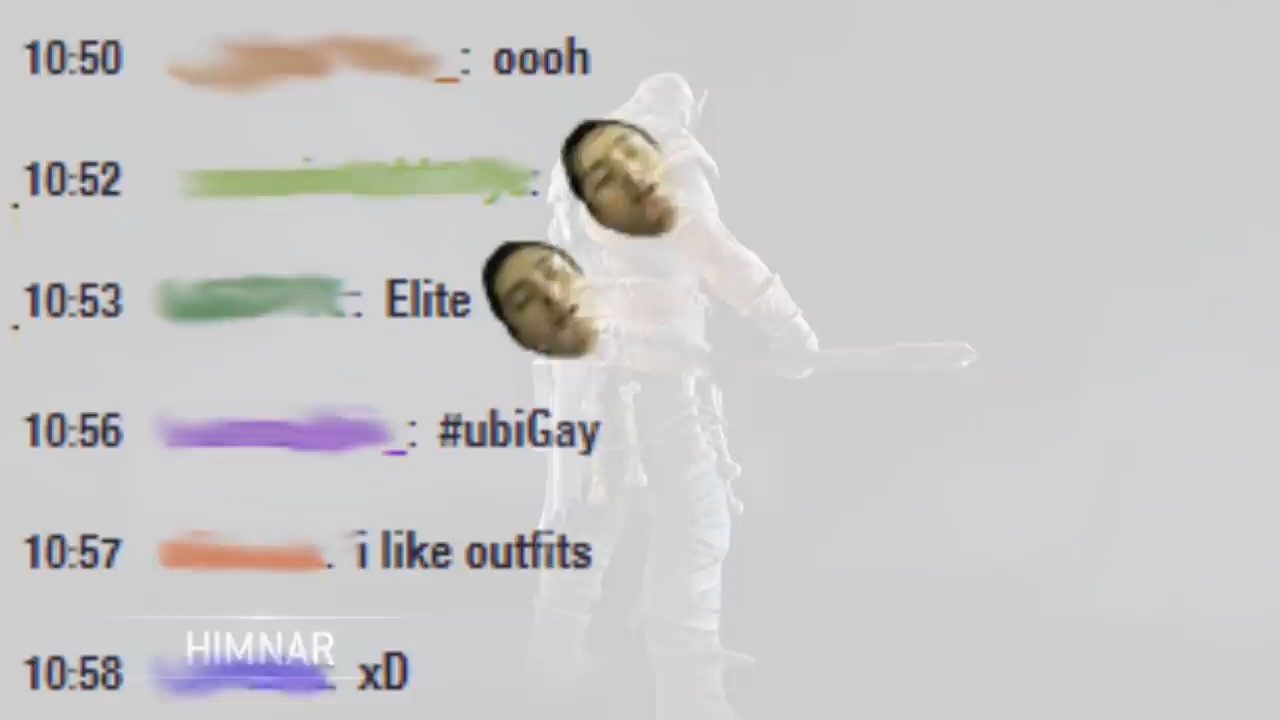 10:50 _: oooh
10:52 :
10:53 : Elite
10:56 _: #ubiGay
10:57 i like outfits
HIMNAR
10:58 : xD